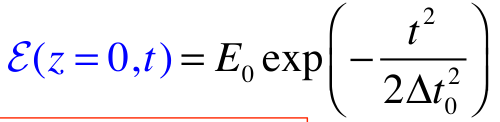 ℰ(z = 0,t) = E₀ exp(−t²/(2Δt₀²))